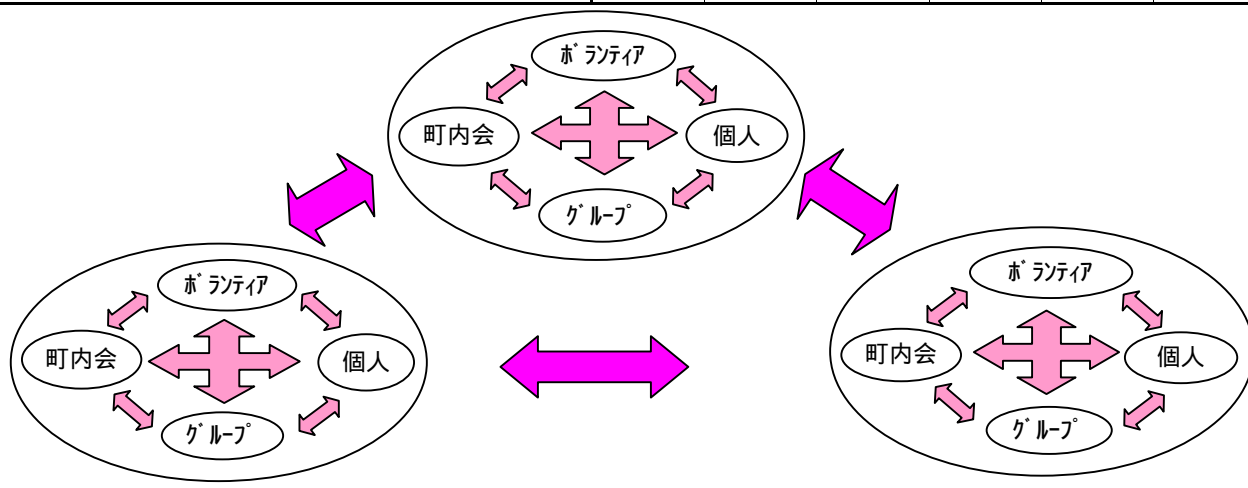 ﾎﾞﾗﾝﾃｨｱ
町内会
個人
ｸﾞﾙｰﾌﾟ
ﾎﾞﾗﾝﾃｨｱ
町内会
個人
ｸﾞﾙｰﾌﾟ
ﾎﾞﾗﾝﾃｨｱ
町内会
個人
ｸﾞﾙｰﾌﾟ